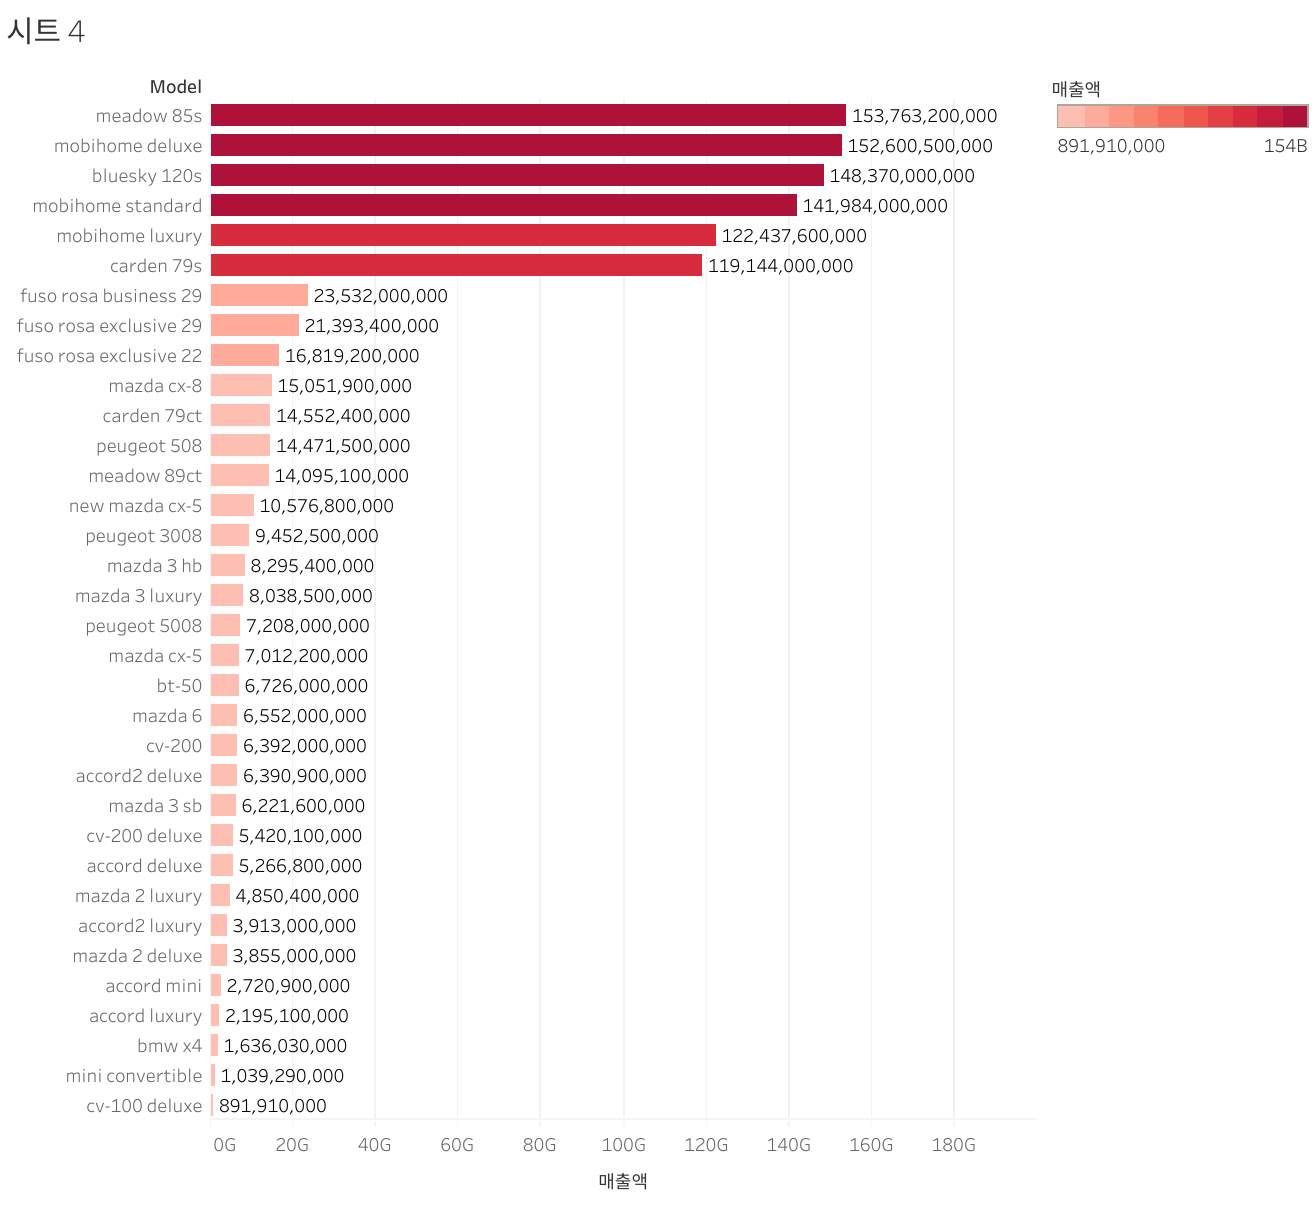 시트 4
Model
매출액
891,910,000 154B
meadow 85s 153,763,200,000
mobihome deluxe 152,600,500,000
bluesky 120s 148,370,000,000
mobihome standard 141,984,000,000
mobihome luxury 122,437,600,000
carden 79s 119,144,000,000
fuso rosa business 29 23,532,000,000
fuso rosa exclusive 29 21,393,400,000
fuso rosa exclusive 22 16,819,200,000
mazda cx-8 15,051,900,000
carden 79ct 14,552,400,000
peugeot 508 14,471,500,000
meadow 89ct 14,095,100,000
new mazda cx-5 10,576,800,000
peugeot 3008 9,452,500,000
mazda 3 hb 8,295,400,000
mazda 3 luxury 8,038,500,000
peugeot 5008 7,208,000,000
mazda cx-5 7,012,200,000
bt-50 6,726,000,000
mazda 6 6,552,000,000
cv-200 6,392,000,000
accord2 deluxe 6,390,900,000
mazda 3 sb 6,221,600,000
cv-200 deluxe 5,420,100,000
accord deluxe 5,266,800,000
mazda 2 luxury 4,850,400,000
accord2 luxury 3,913,000,000
mazda 2 deluxe 3,855,000,000
accord mini 2,720,900,000
accord luxury 2,195,100,000
bmw x4 1,636,030,000
mini convertible 1,039,290,000
cv-100 deluxe 891,910,000
0G 20G 40G 60G 80G 100G 120G 140G 160G 180G
매출액